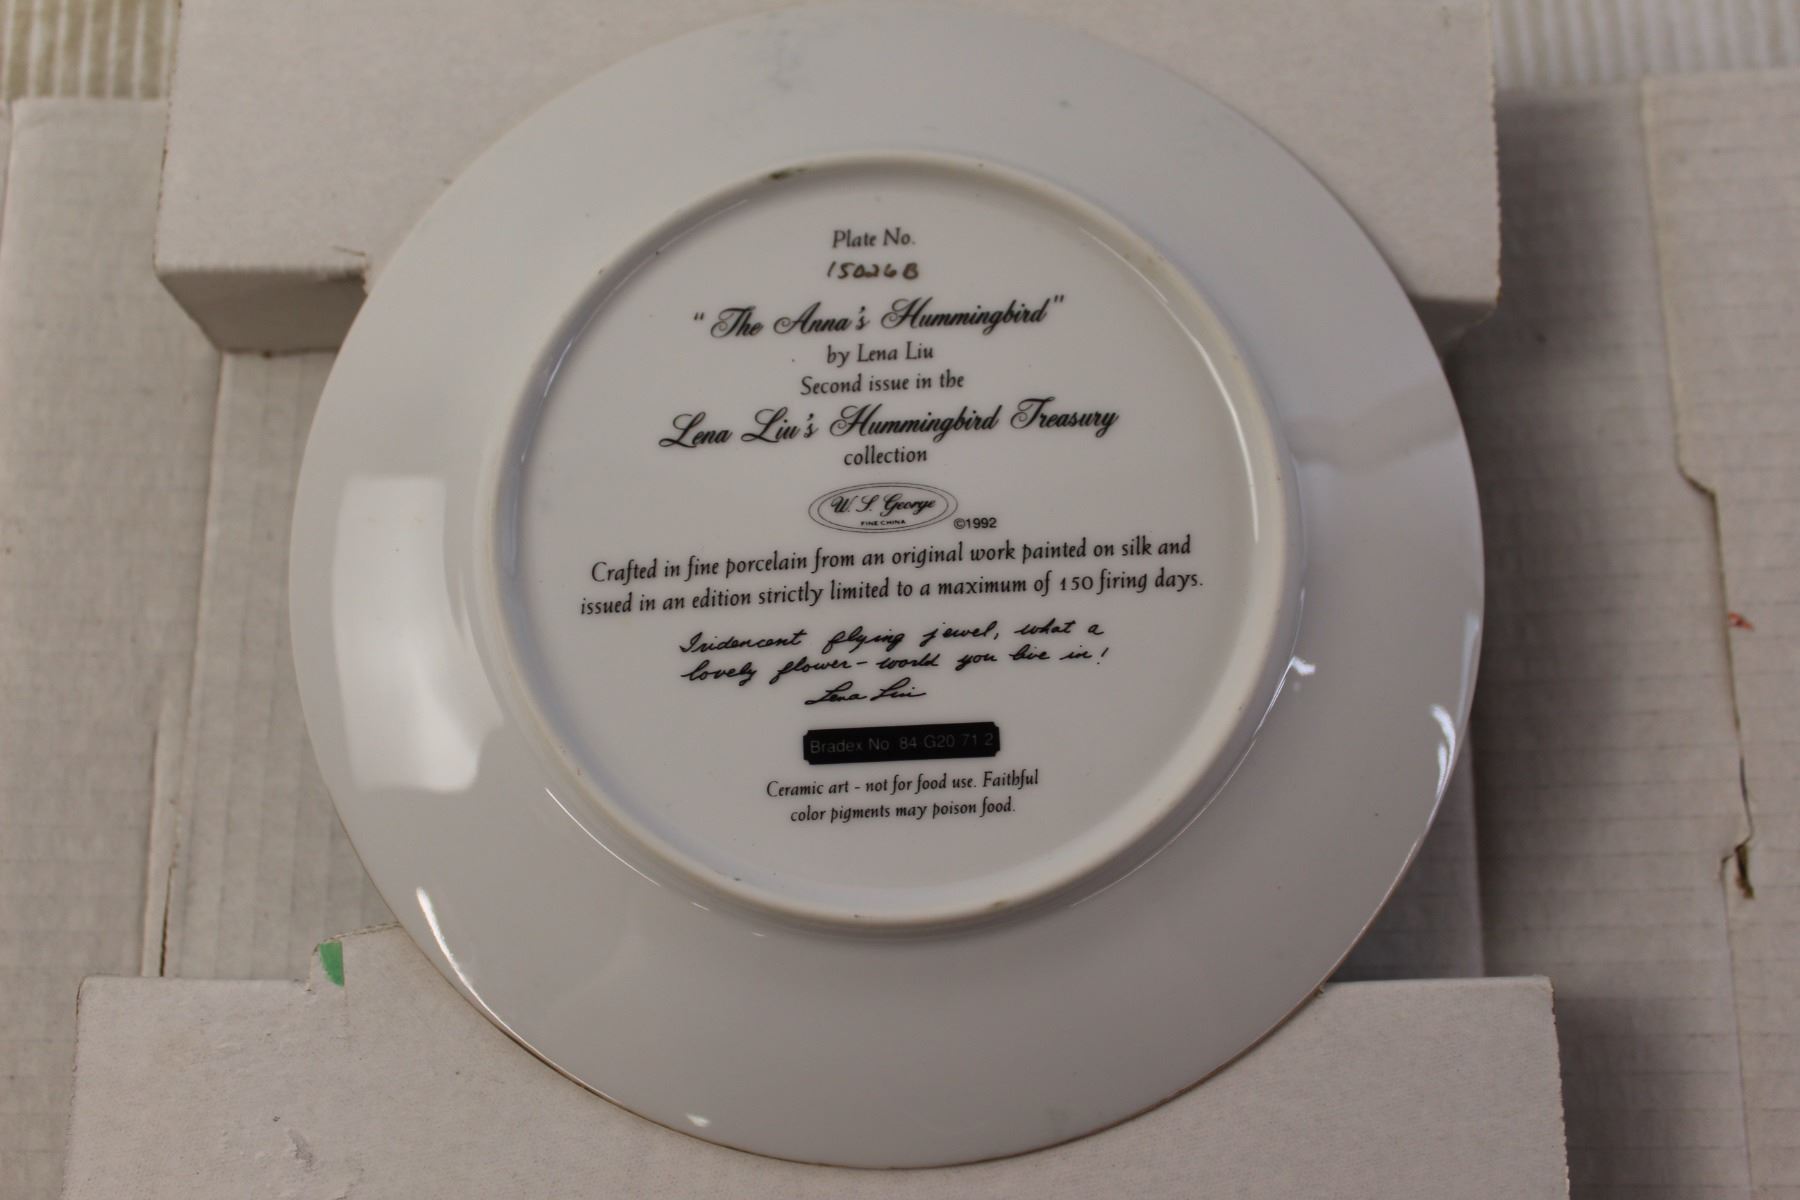 Plate No.
15026B
"The Anna's Hummingbird"
by Lena Liu
Second issue in the
Lena Liu's Hummingbird Treasury
collection
W. S. George
FINE CHINA
©1992
Crafted in fine porcelain from an original work painted on silk and
issued in an edition strictly limited to a maximum of 150 firing days.
Iridencent flying jewel, what a
lovely flower - world you live in!
Lena Liu
Bradex No 84 G20 71 2
Ceramic art - not for food use. Faithful
color pigments may poison food.